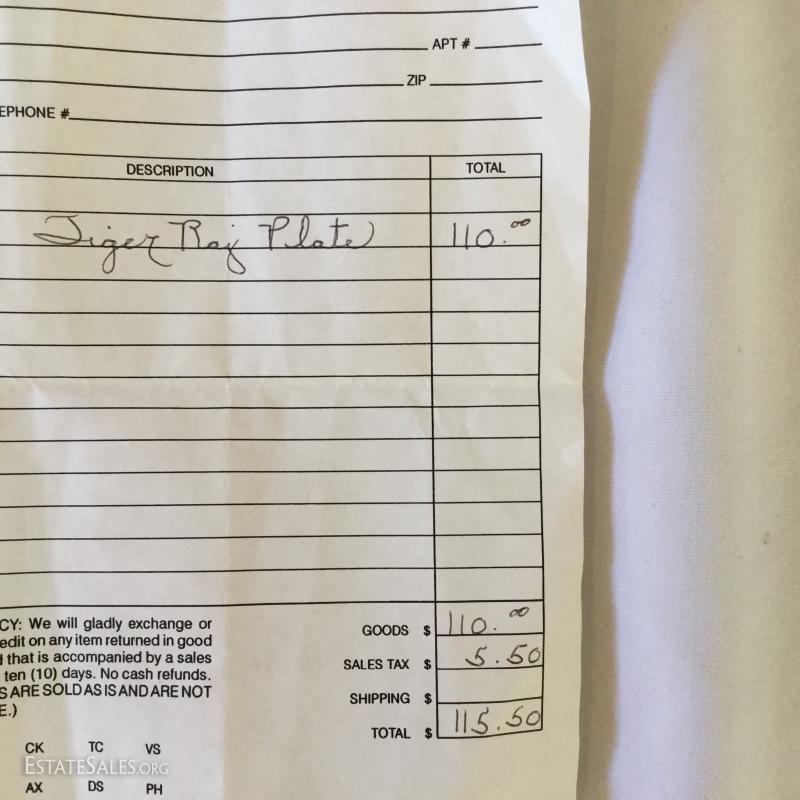 APT #
ZIP
EPHONE #
DESCRIPTION TOTAL
Tiger Raj Plate 110.00
CY: We will gladly exchange or
edit on any item returned in good
d that is accompanied by a sales
ten (10) days. No cash refunds.
S ARE SOLD AS IS AND ARE NOT
E.)
GOODS $ 110.00
SALES TAX $ 5.50
SHIPPING $
TOTAL $ 115.50
CK TC VS
ESTATESALES.ORG
AX DS PH